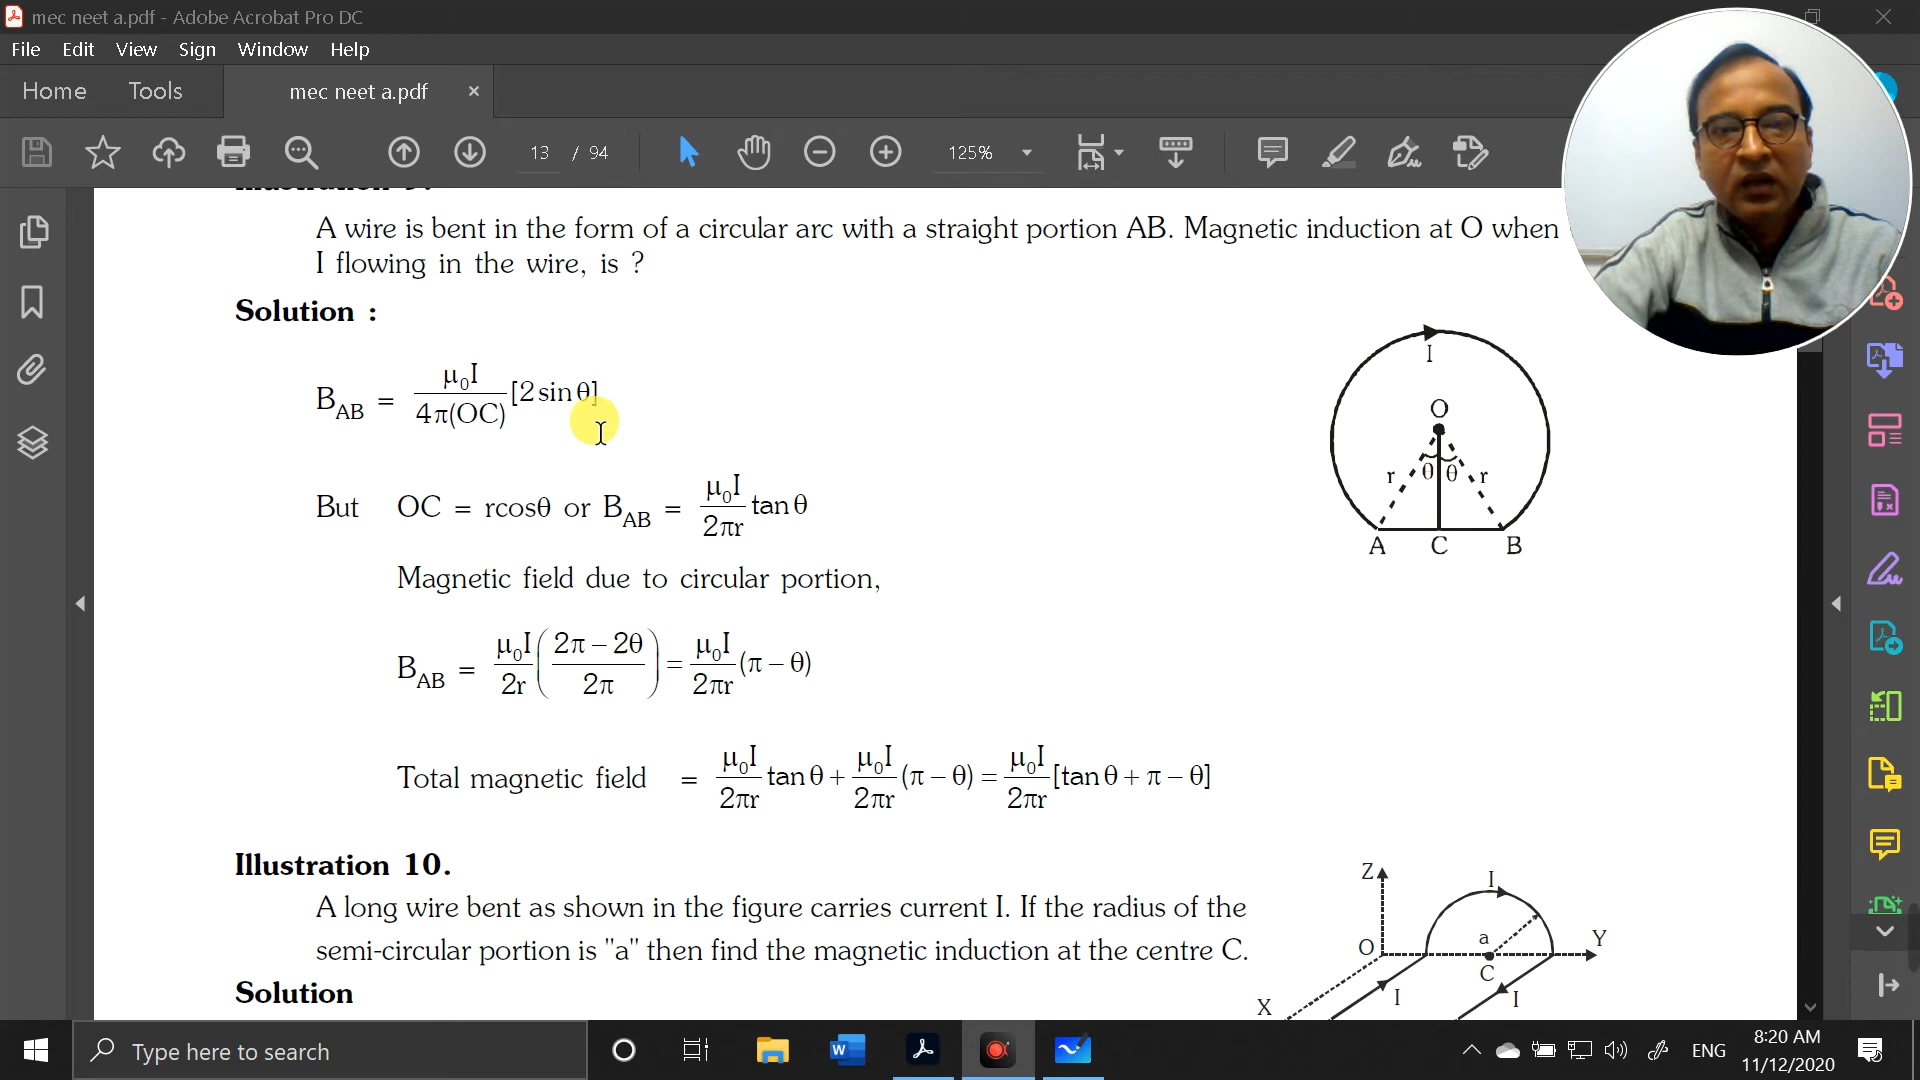 mec neet a.pdf - Adobe Acrobat Pro DC
File Edit View Sign Window Help
Home Tools mec neet a.pdf ×
13 / 94 125%
A wire is bent in the form of a circular arc with a straight portion AB. Magnetic induction at O when
I flowing in the wire, is ?
Solution :
B_AB = μ₀I / 4π(OC) [2 sin θ]
But OC = rcosθ or B_AB = μ₀I / 2πr tan θ
Magnetic field due to circular portion,
B_AB = μ₀I / 2r ( 2π − 2θ / 2π ) = μ₀I / 2πr (π − θ)
Total magnetic field = μ₀I / 2πr tan θ + μ₀I / 2πr (π − θ) = μ₀I / 2πr [tan θ + π − θ]
I
O
r θ θ r
A C B
Illustration 10.
A long wire bent as shown in the figure carries current I. If the radius of the
semi-circular portion is "a" then find the magnetic induction at the centre C.
Solution
Z I
a Y
O C
X I I
Type here to search
W
ENG
8:20 AM
11/12/2020